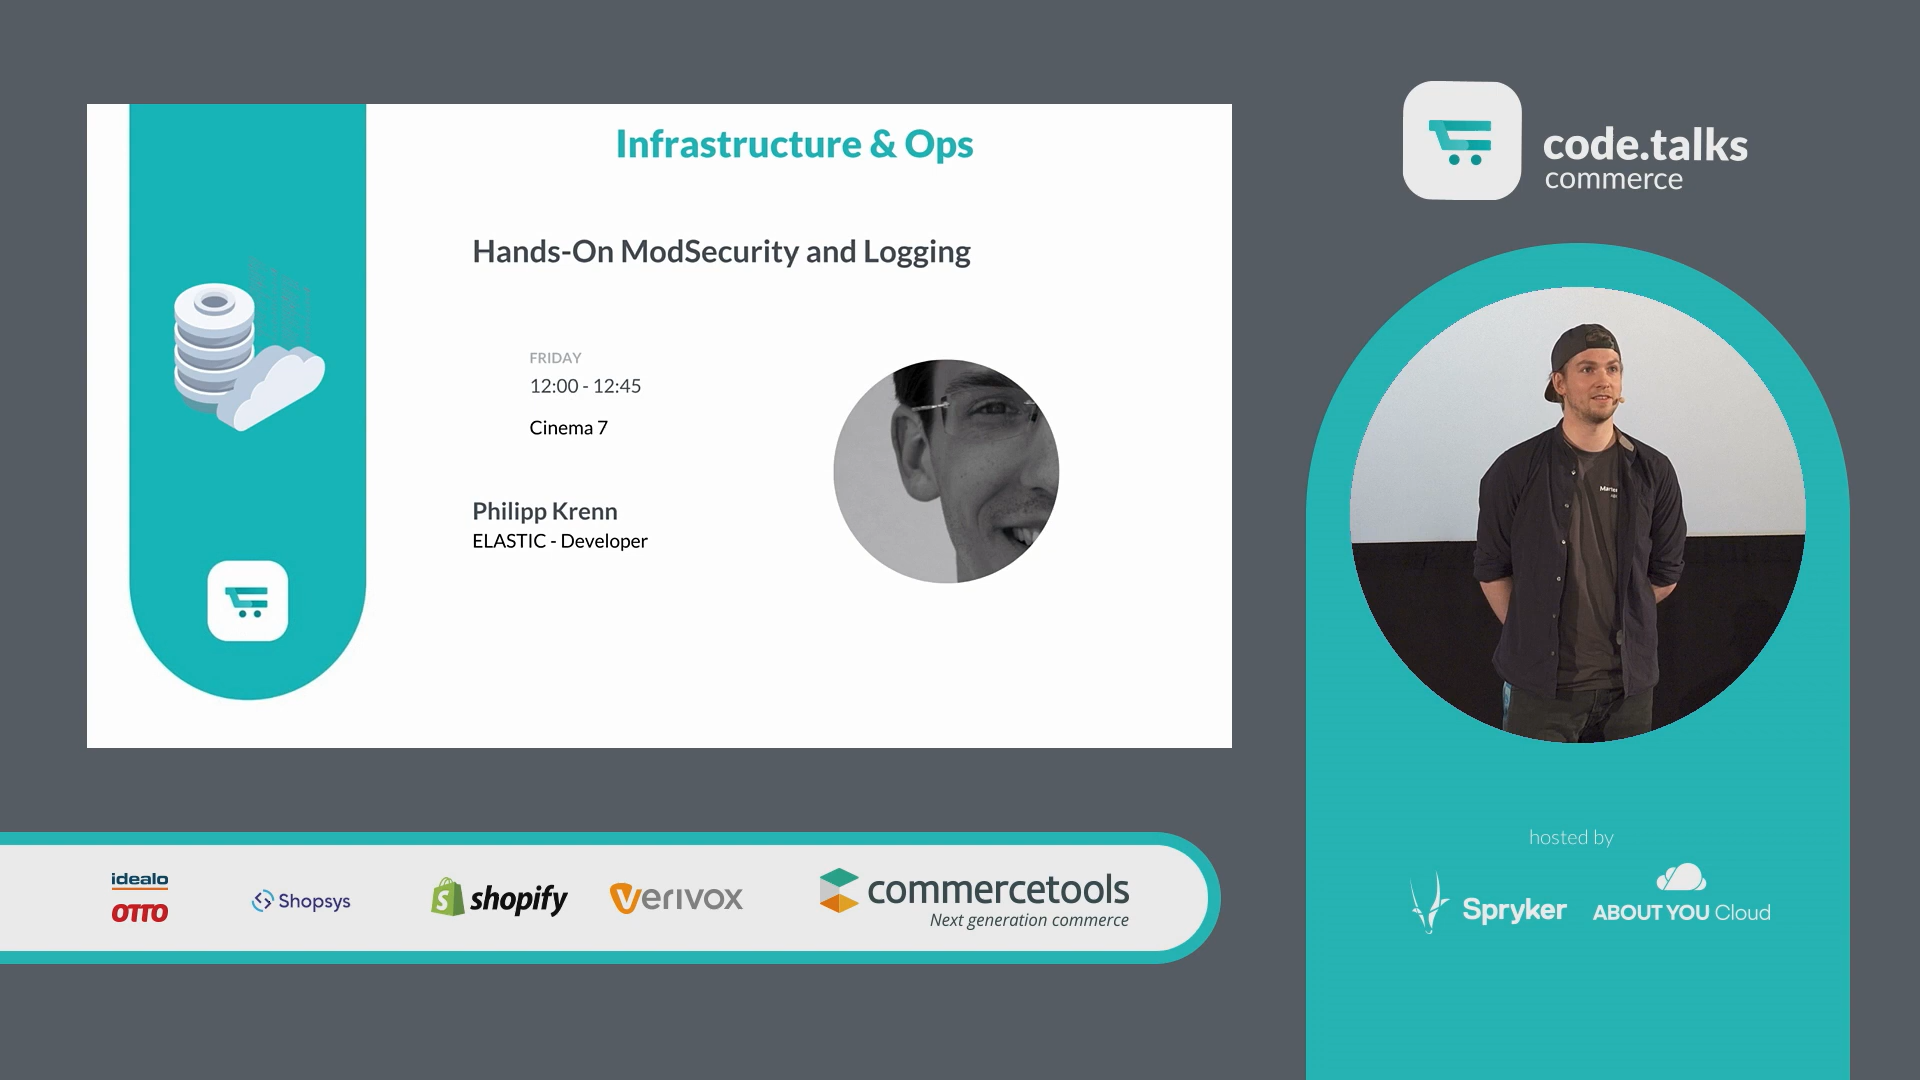 Infrastructure & Ops
Hands-On ModSecurity and Logging
FRIDAY
12:00 - 12:45
Cinema 7
Philipp Krenn
ELASTIC - Developer
code.talks
commerce
hosted by
Spryker
ABOUT YOU Cloud
idealo
OTTO
Shopsys
shopify
verivox
commercetools
Next generation commerce